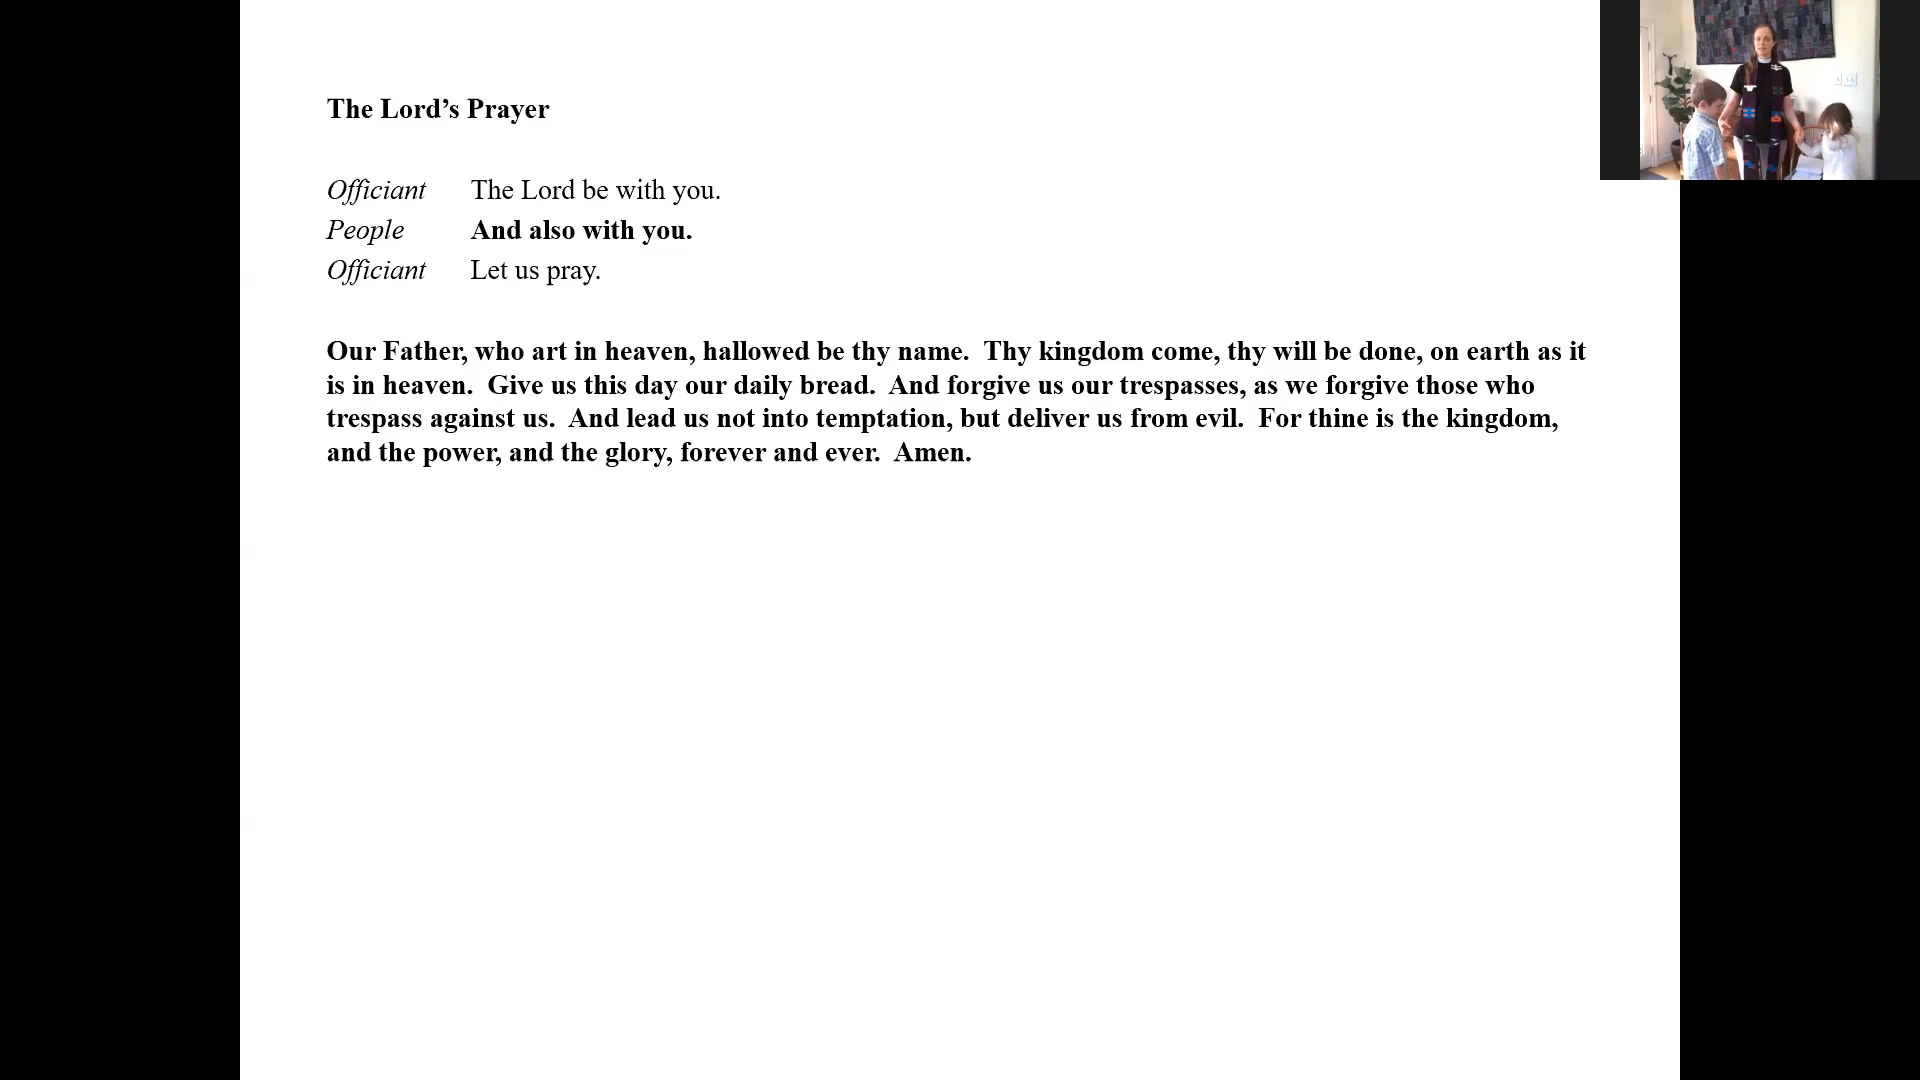 The Lord’s Prayer
Officiant The Lord be with you.
People And also with you.
Officiant Let us pray.
Our Father, who art in heaven, hallowed be thy name.  Thy kingdom come, thy will be done, on earth as it
is in heaven.  Give us this day our daily bread.  And forgive us our trespasses, as we forgive those who
trespass against us.  And lead us not into temptation, but deliver us from evil.  For thine is the kingdom,
and the power, and the glory, forever and ever.  Amen.